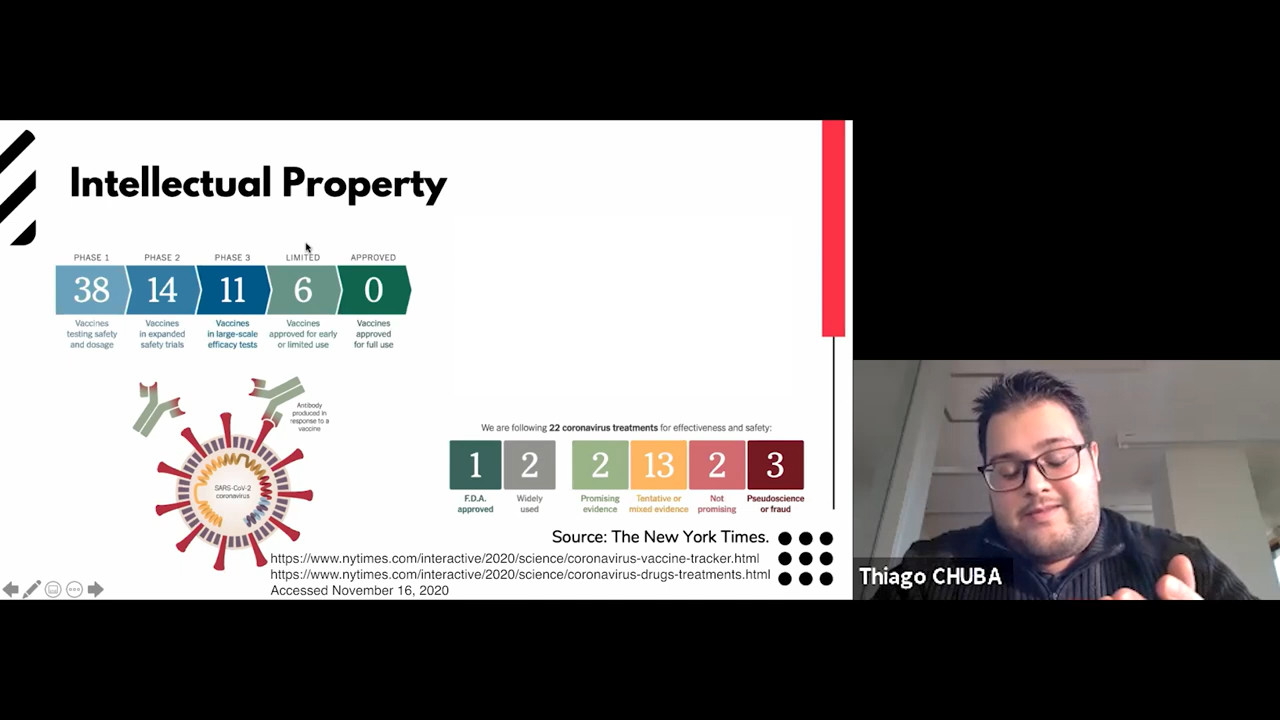 Intellectual Property
PHASE 1
PHASE 2
PHASE 3
LIMITED
APPROVED
38
14
11
6
0
Vaccines
testing safety
and dosage
Vaccines
in expanded
safety trials
Vaccines
in large-scale
efficacy tests
Vaccines
approved for early
or limited use
Vaccines
approved
for full use
Antibody
produced in
response to a
vaccine
SARS-CoV-2
coronavirus
We are following 22 coronavirus treatments for effectiveness and safety:
1
2
2
13
2
3
F.D.A.
approved
Widely
used
Promising
evidence
Tentative or
mixed evidence
Not
promising
Pseudoscience
or fraud
Source: The New York Times.
https://www.nytimes.com/interactive/2020/science/coronavirus-vaccine-tracker.html
https://www.nytimes.com/interactive/2020/science/coronavirus-drugs-treatments.html
Accessed November 16, 2020
Thiago CHUBA